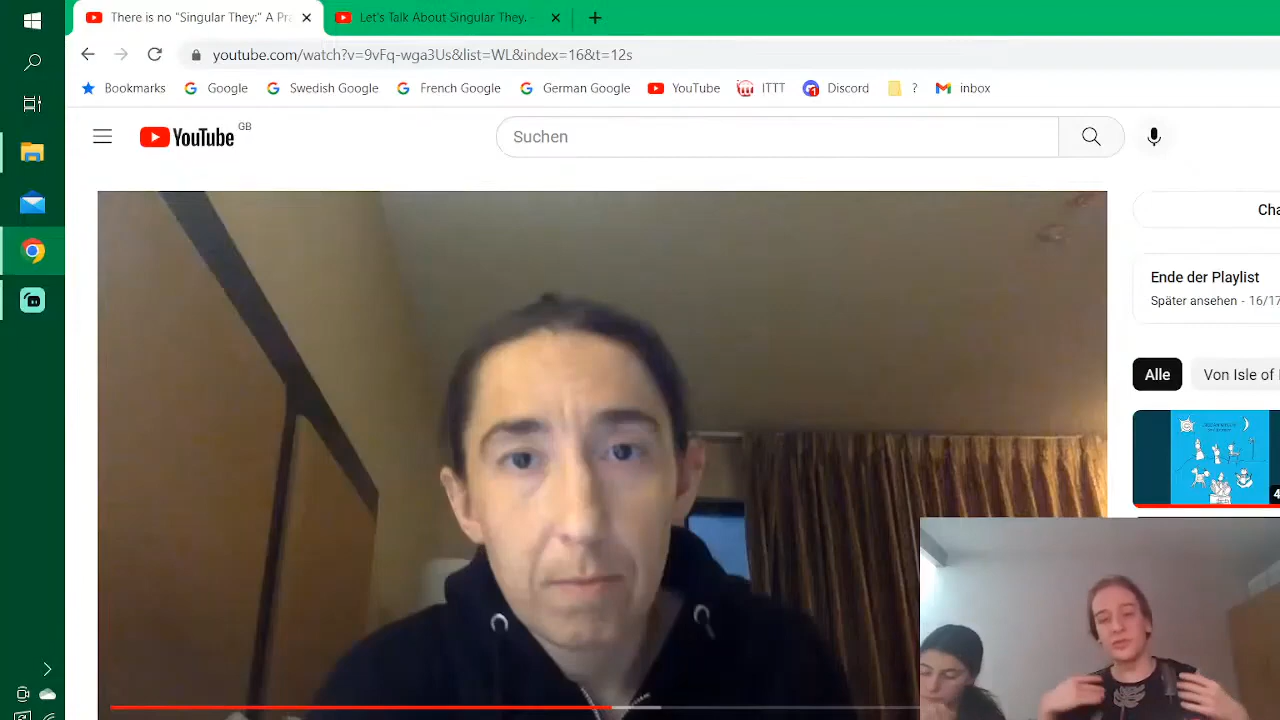 There is no "Singular They:" A Pra
Let's Talk About Singular They. -
youtube.com/watch?v=9vFq-wga3Us&list=WL&index=16&t=12s
Bookmarks Google Swedish Google French Google German Google YouTube ITTT Discord ? inbox
YouTube GB
Suchen
Cha
Ende der Playlist
Später ansehen - 16/17
Alle Von Isle of